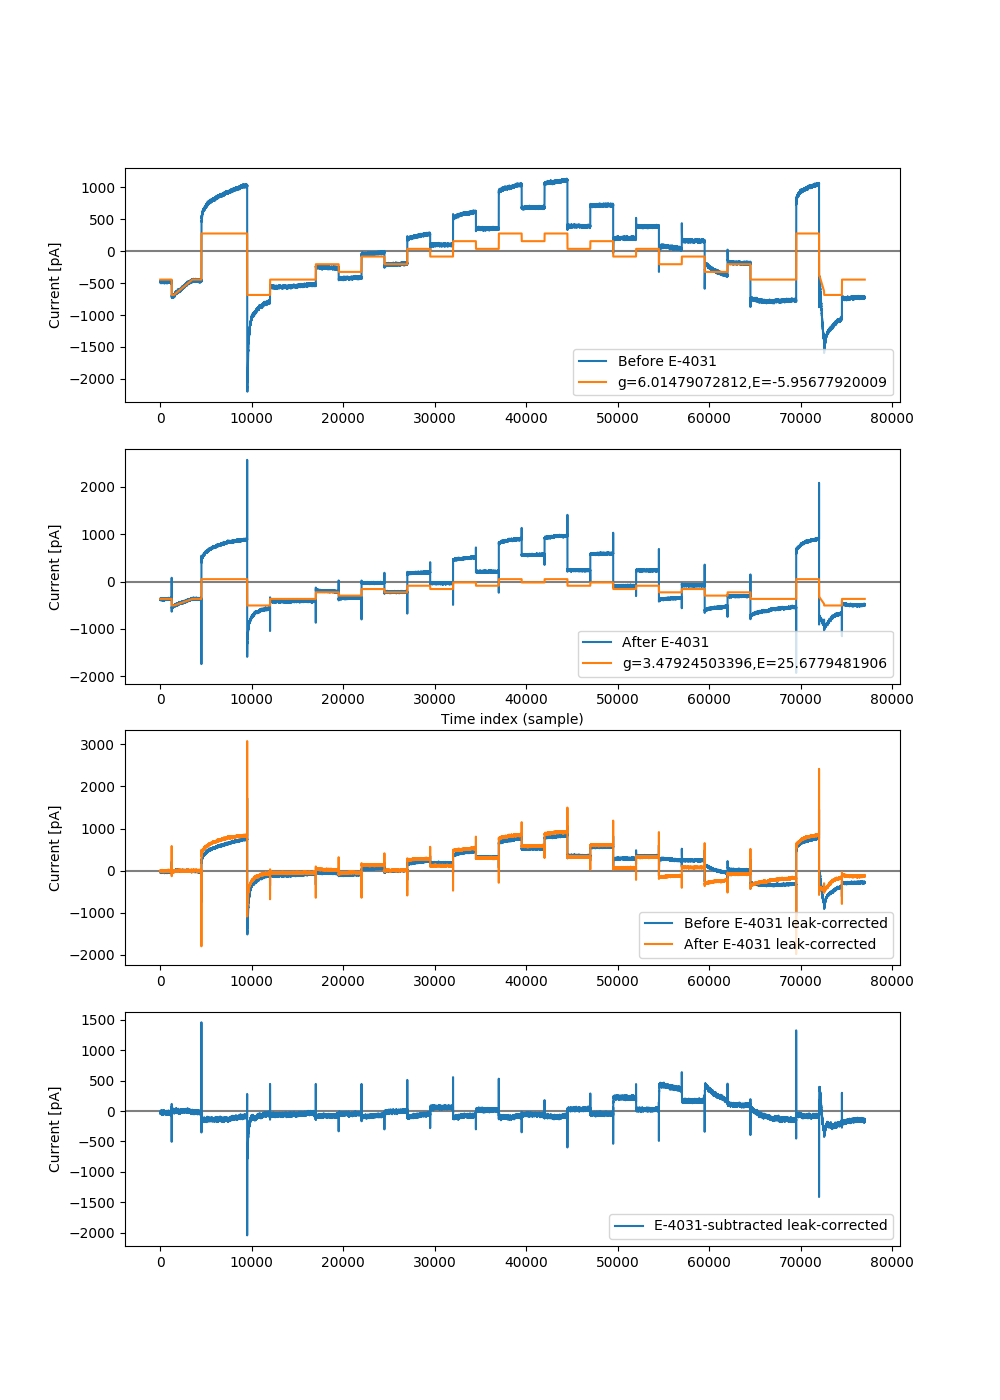 1000
500
0
−500
−1000
−1500
−2000
Current [pA]
Before E-4031
g=6.01479072812,E=-5.95677920009
0 10000 20000 30000 40000 50000 60000 70000 80000
2000
1000
0
−1000
−2000
Current [pA]
After E-4031
g=3.47924503396,E=25.6779481906
0 10000 20000 30000 40000 50000 60000 70000 80000
Time index (sample)
3000
2000
1000
0
−1000
−2000
Current [pA]
Before E-4031 leak-corrected
After E-4031 leak-corrected
0 10000 20000 30000 40000 50000 60000 70000 80000
1500
1000
500
0
−500
−1000
−1500
−2000
Current [pA]
E-4031-subtracted leak-corrected
0 10000 20000 30000 40000 50000 60000 70000 80000